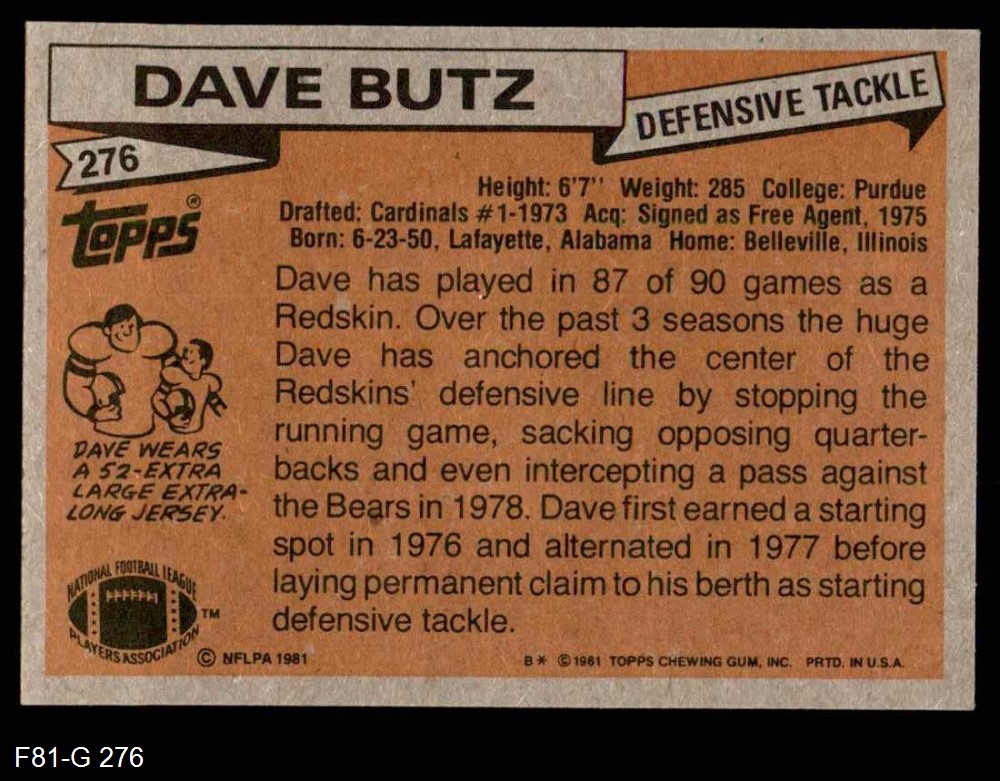 DAVE BUTZ
DEFENSIVE TACKLE
276
TOPPS®
Height: 6'7'' Weight: 285 College: Purdue
Drafted: Cardinals #1-1973 Acq: Signed as Free Agent, 1975
Born: 6-23-50, Lafayette, Alabama Home: Belleville, Illinois
Dave has played in 87 of 90 games as a
Redskin. Over the past 3 seasons the huge
Dave has anchored the center of the
Redskins' defensive line by stopping the
running game, sacking opposing quarter-
backs and even intercepting a pass against
the Bears in 1978. Dave first earned a starting
spot in 1976 and alternated in 1977 before
laying permanent claim to his berth as starting
defensive tackle.
DAVE WEARS
A 52-EXTRA
LARGE EXTRA-
LONG JERSEY.
NATIONAL FOOTBALL LEAGUE
PLAYERS ASSOCIATION
TM
© NFLPA 1981
B* © 1981 TOPPS CHEWING GUM, INC. PRTD. IN U.S.A.
F81-G 276